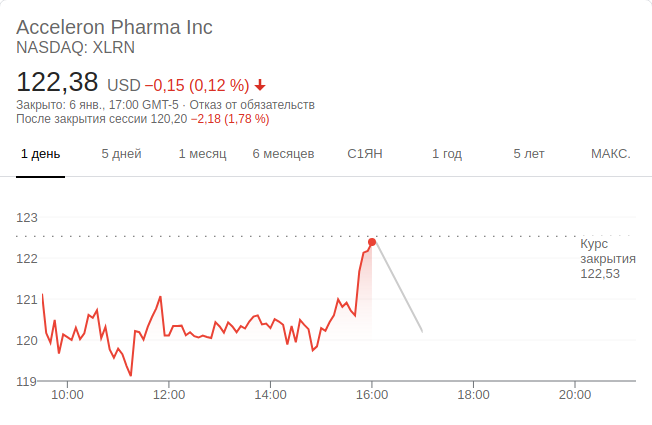 Acceleron Pharma Inc
NASDAQ: XLRN
122,38 USD −0,15 (0,12 %)
Закрыто: 6 янв., 17:00 GMT-5 · Отказ от обязательств
После закрытия сессии 120,20 −2,18 (1,78 %)
1 день 5 дней 1 месяц 6 месяцев С1ЯН 1 год 5 лет МАКС.
123
Курс
закрытия
122,53
122
121
120
119
10:00 12:00 14:00 16:00 18:00 20:00